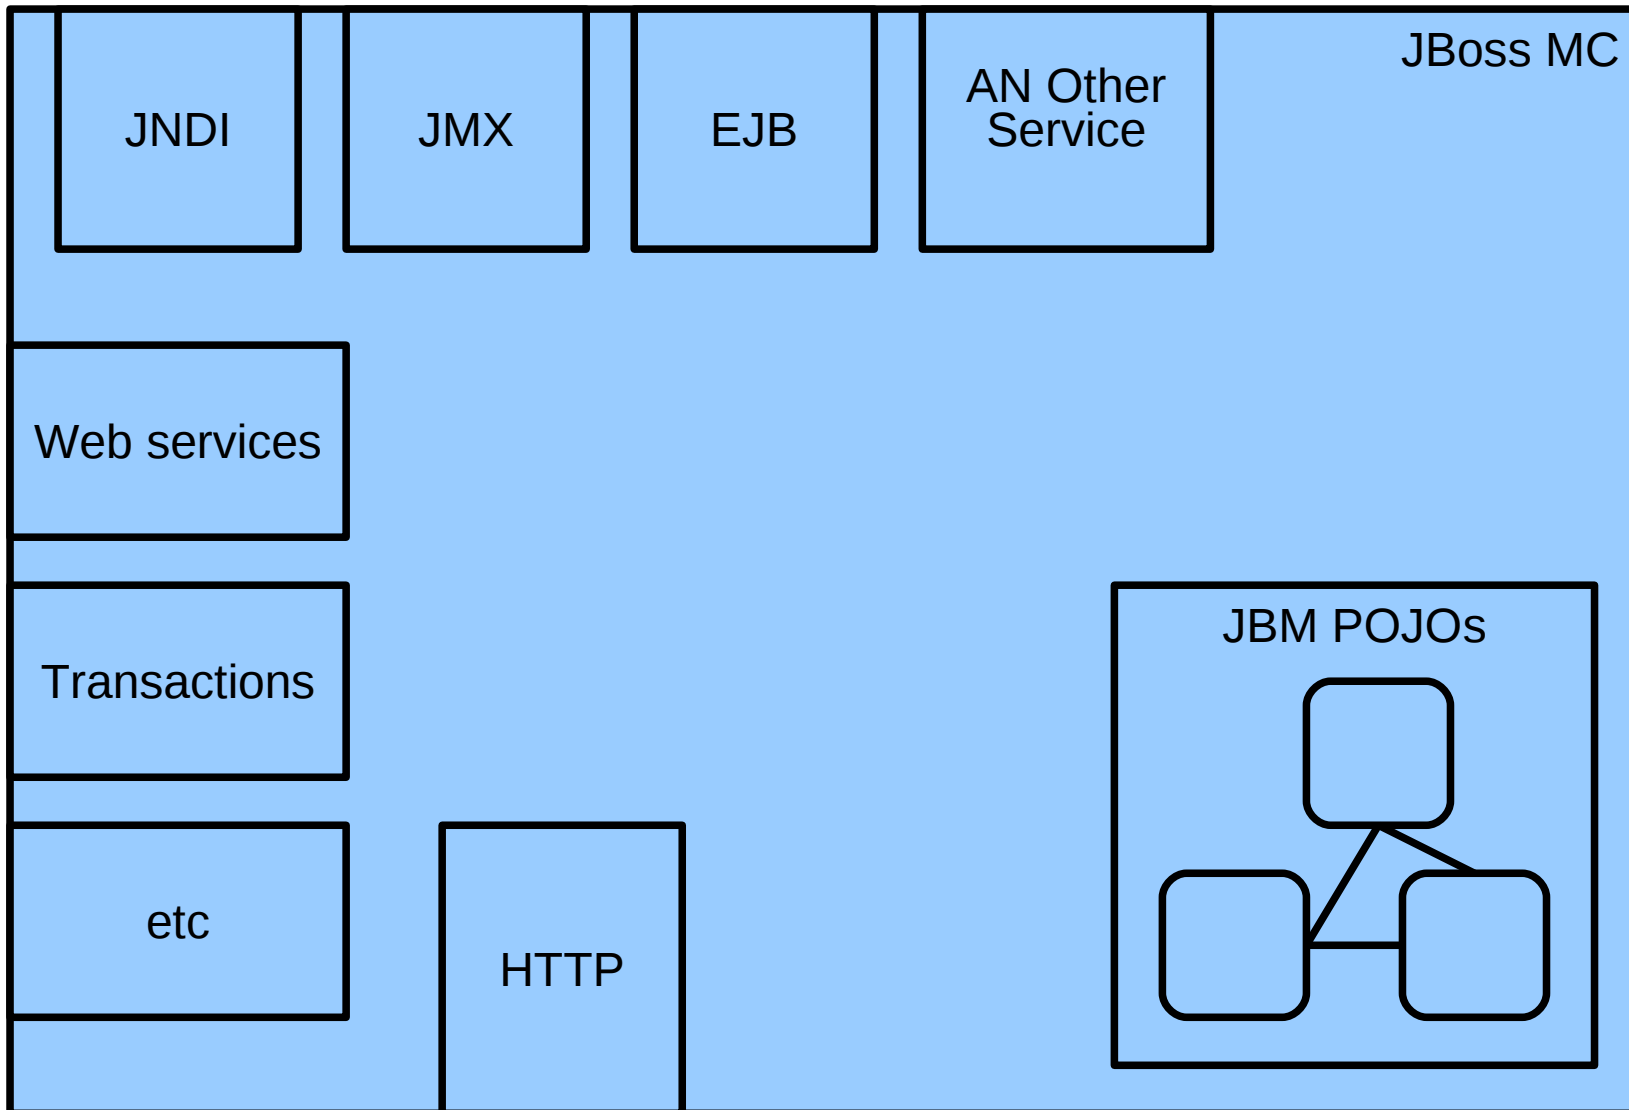 JBoss MC
JNDI
JMX
EJB
AN Other
Service
Web services
Transactions
etc
HTTP
JBM POJOs